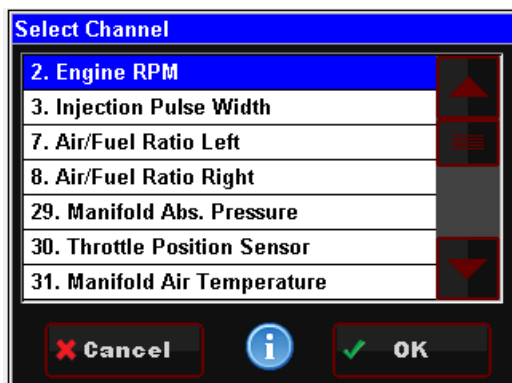 Select Channel
2. Engine RPM
3. Injection Pulse Width
7. Air/Fuel Ratio Left
8. Air/Fuel Ratio Right
29. Manifold Abs. Pressure
30. Throttle Position Sensor
31. Manifold Air Temperature
Cancel
i
OK